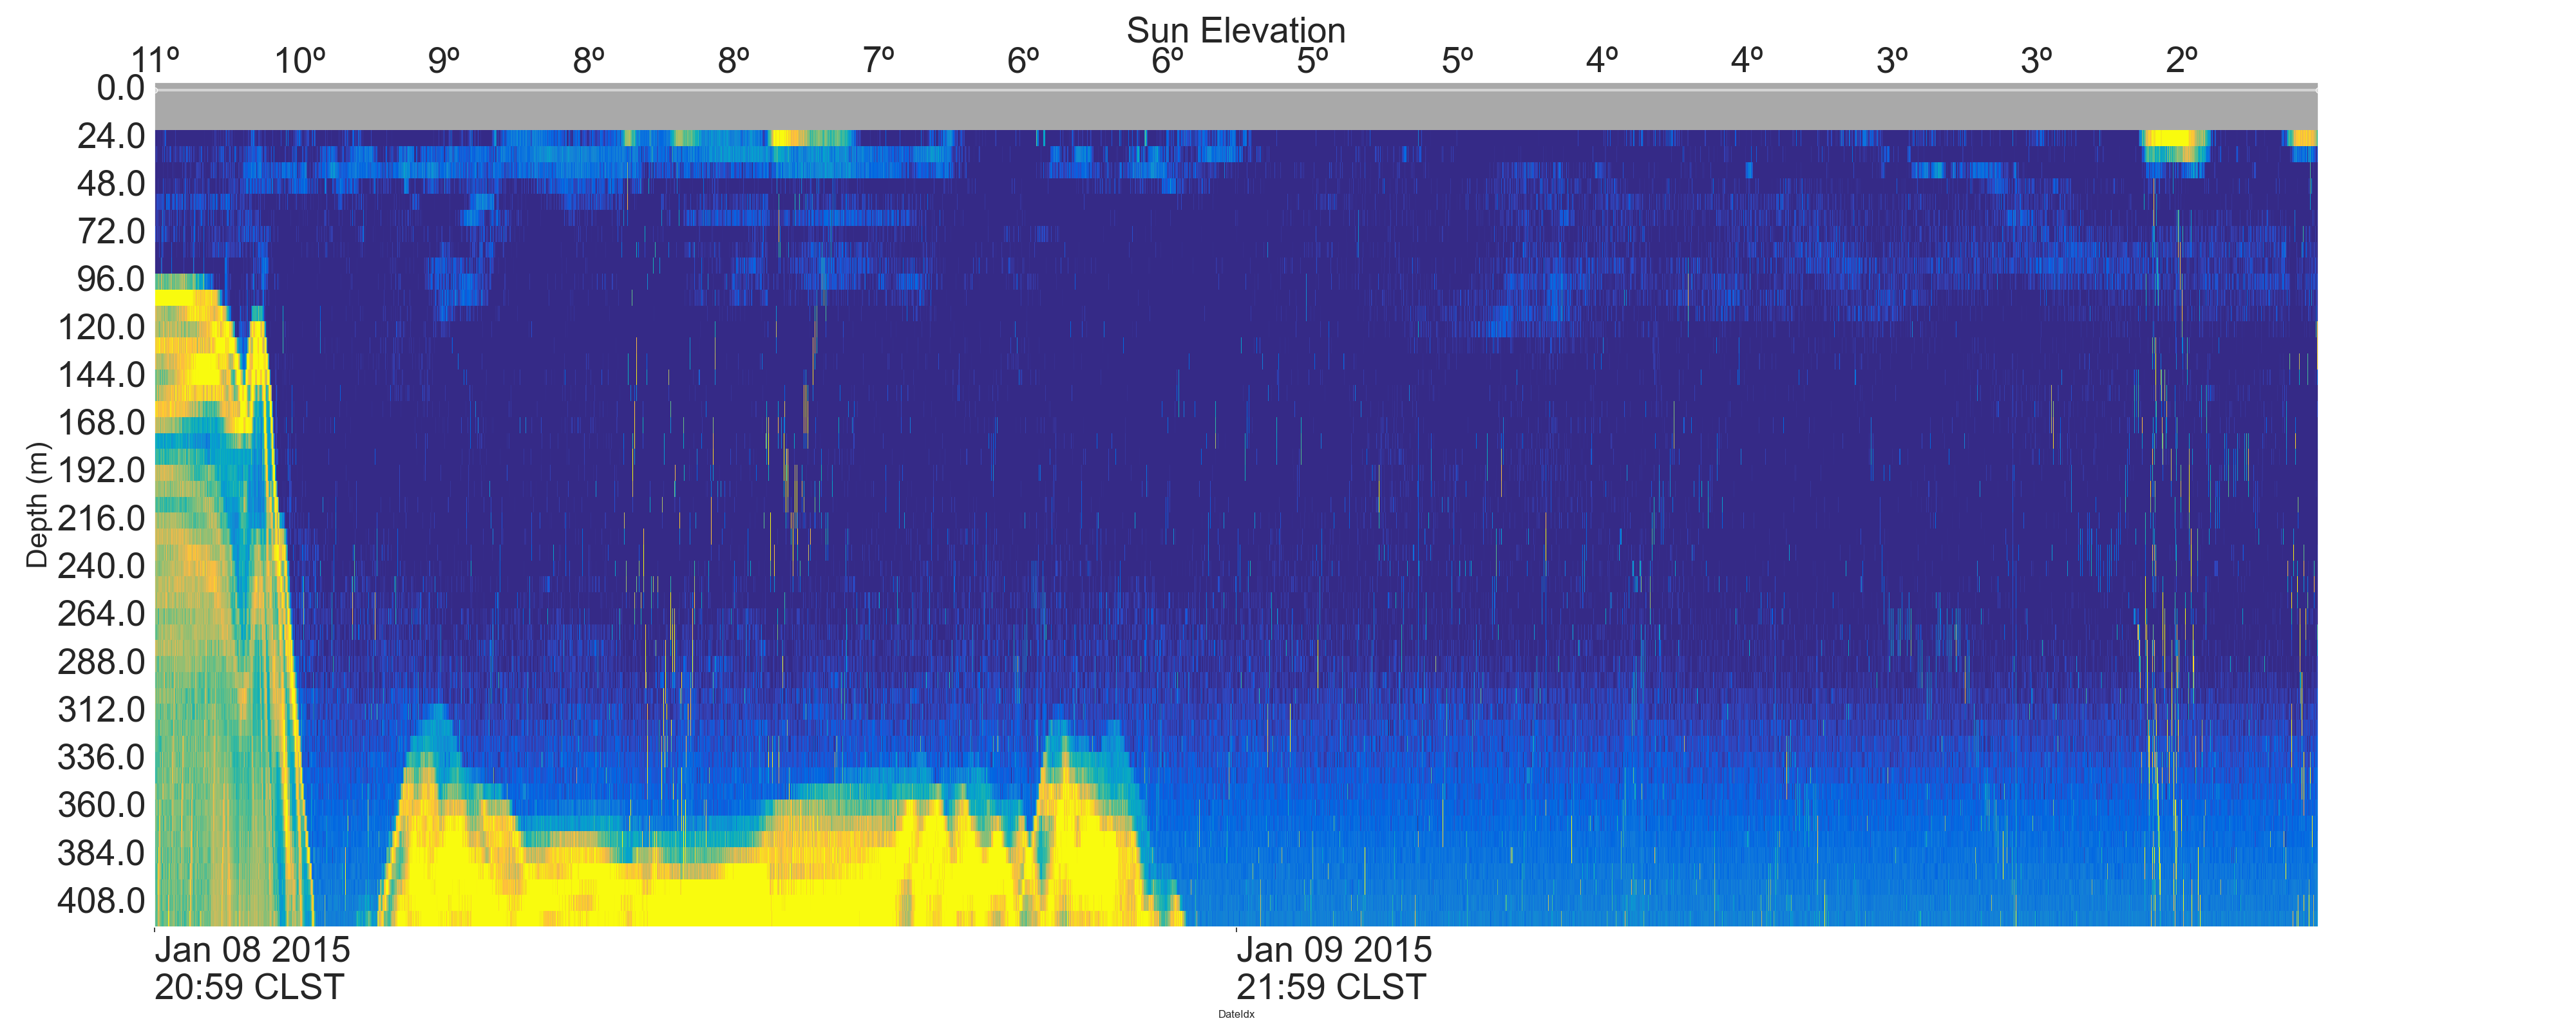 Sun Elevation
11º 10º 9º 8º 8º 7º 6º 6º 5º 5º 4º 4º 3º 3º 2º
0.0
24.0
48.0
72.0
96.0
120.0
144.0
168.0
192.0
216.0
240.0
264.0
288.0
312.0
336.0
360.0
384.0
408.0
Depth (m)
Jan 08 2015
20:59 CLST
Jan 09 2015
21:59 CLST
DateIdx